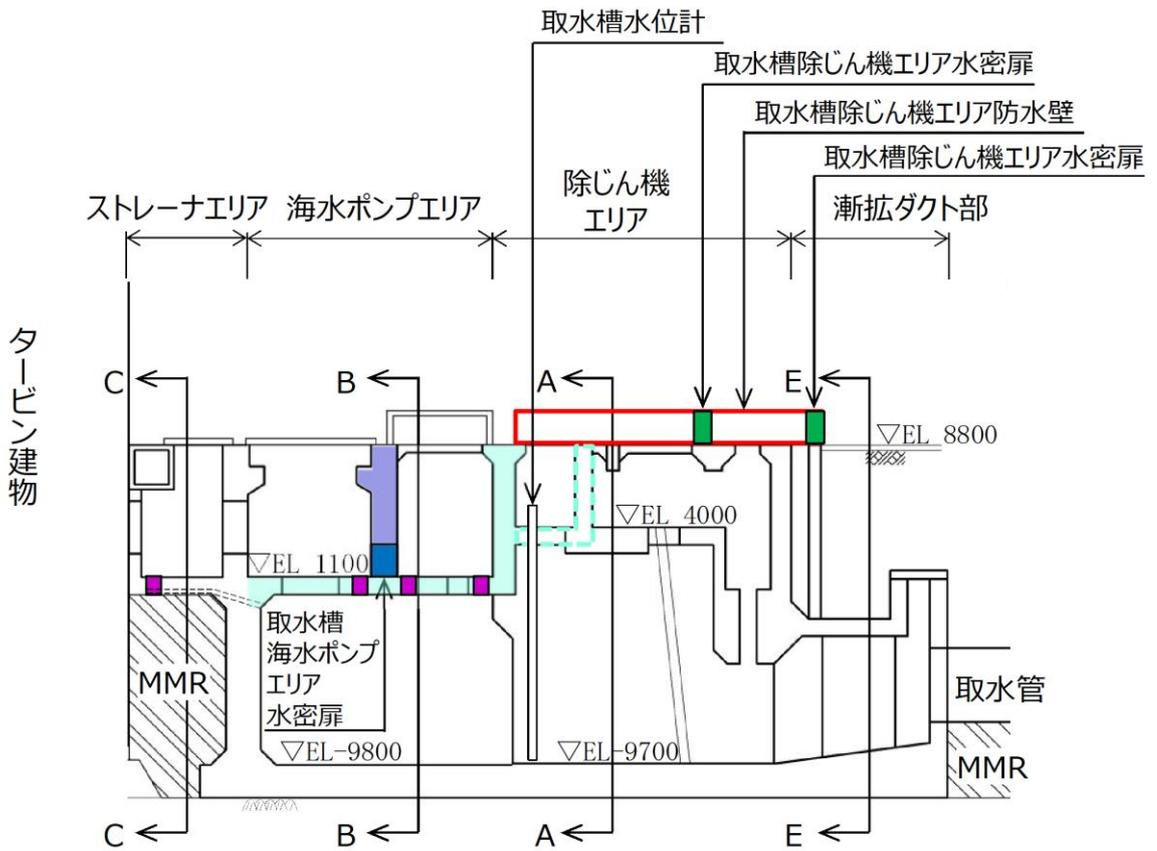 取水槽水位計
取水槽除じん機エリア水密扉
取水槽除じん機エリア防水壁
取水槽除じん機エリア水密扉
ストレーナエリア
海水ポンプエリア
除じん機
エリア
漸拡ダクト部
タービン建物
C
B
A
E
▽EL 8800
▽EL 4000
▽EL 1100
取水槽
海水ポンプ
エリア
水密扉
MMR
取水管
▽EL-9800
▽EL-9700
MMR
C
B
A
E